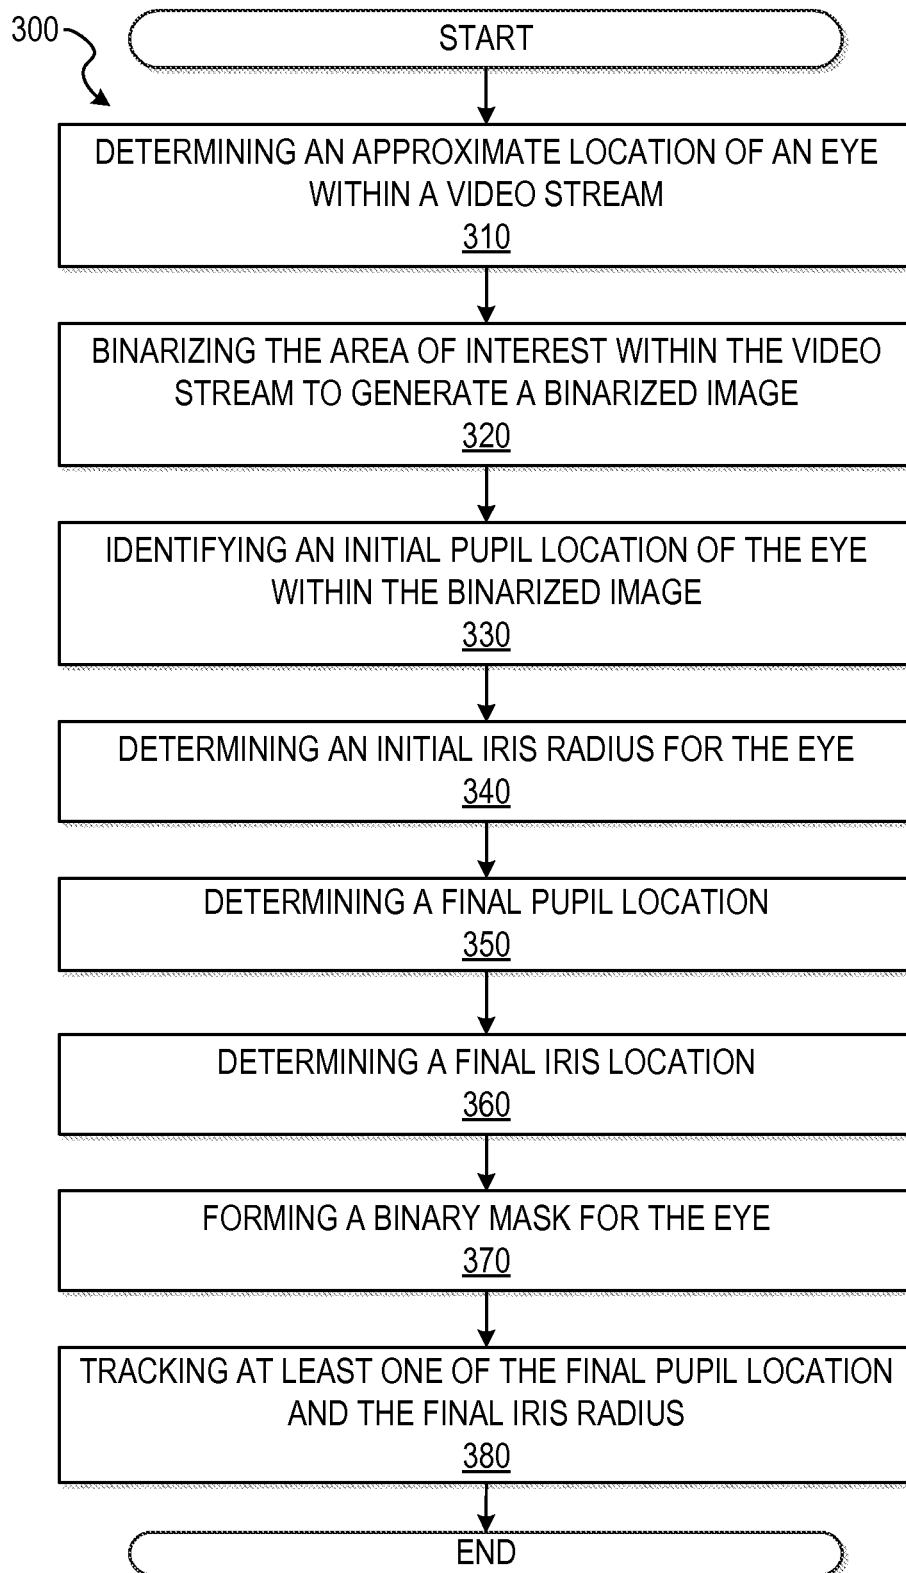 300
START
DETERMINING AN APPROXIMATE LOCATION OF AN EYE
WITHIN A VIDEO STREAM
310
BINARIZING THE AREA OF INTEREST WITHIN THE VIDEO
STREAM TO GENERATE A BINARIZED IMAGE
320
IDENTIFYING AN INITIAL PUPIL LOCATION OF THE EYE
WITHIN THE BINARIZED IMAGE
330
DETERMINING AN INITIAL IRIS RADIUS FOR THE EYE
340
DETERMINING A FINAL PUPIL LOCATION
350
DETERMINING A FINAL IRIS LOCATION
360
FORMING A BINARY MASK FOR THE EYE
370
TRACKING AT LEAST ONE OF THE FINAL PUPIL LOCATION
AND THE FINAL IRIS RADIUS
380
END